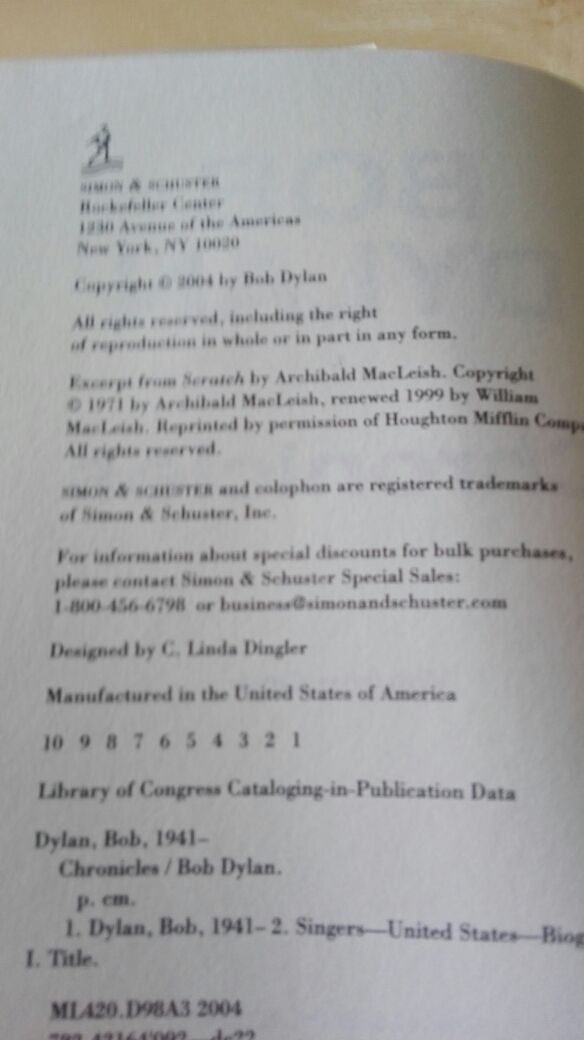 SIMON & SCHUSTER
Rockefeller Center
1230 Avenue of the Americas
New York, NY 10020
Copyright © 2004 by Bob Dylan
All rights reserved, including the right
of reproduction in whole or in part in any form.
Excerpt from Scratch by Archibald MacLeish. Copyright
© 1971 by Archibald MacLeish, renewed 1999 by William
MacLeish. Reprinted by permission of Houghton Mifflin Comp
All rights reserved.
SIMON & SCHUSTER and colophon are registered trademarks
of Simon & Schuster, Inc.
For information about special discounts for bulk purchases,
please contact Simon & Schuster Special Sales:
1-800-456-6798 or business@simonandschuster.com
Designed by C. Linda Dingler
Manufactured in the United States of America
10 9 8 7 6 5 4 3 2 1
Library of Congress Cataloging-in-Publication Data
Dylan, Bob, 1941–
Chronicles / Bob Dylan.
p. cm.
1. Dylan, Bob, 1941– 2. Singers—United States—Biog
I. Title.
ML420.D98A3 2004
782.42164'092—dc22